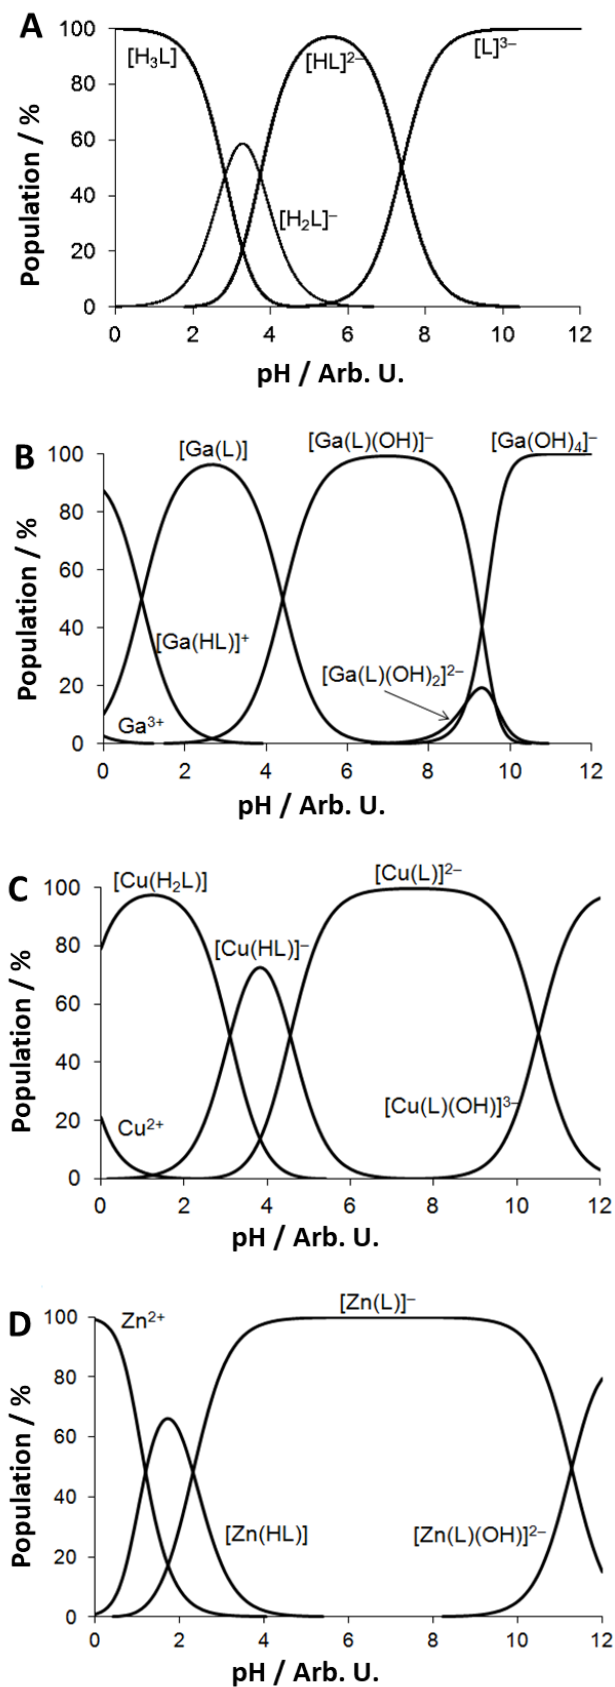 A
100
80
60
40
20
0
[H₃L]
[HL]²⁻
[L]³⁻
[H₂L]⁻
Population / %
0 2 4 6 8 10 12
pH / Arb. U.
B
[Ga(L)]
[Ga(L)(OH)]⁻
[Ga(OH)₄]⁻
100
80
60
40
20
0
[Ga(HL)]⁺
[Ga(L)(OH)₂]²⁻
Ga³⁺
Population / %
0 2 4 6 8 10 12
pH / Arb. U.
C
[Cu(H₂L)]
[Cu(L)]²⁻
[Cu(HL)]⁻
100
80
60
40
20
0
Cu²⁺
[Cu(L)(OH)]³⁻
Population / %
0 2 4 6 8 10 12
pH / Arb. U.
D
Zn²⁺
[Zn(L)]⁻
100
80
60
40
20
0
[Zn(HL)]
[Zn(L)(OH)]²⁻
Population / %
0 2 4 6 8 10 12
pH / Arb. U.